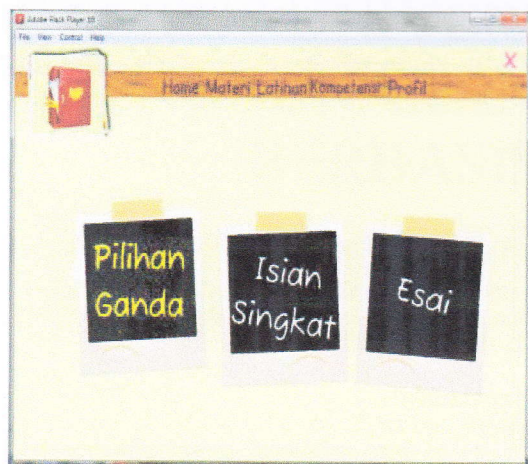 Adobe Flash Player 10
File View Control Help
X
Home Materi Latihan Kompetensi Profil
Pilihan
Ganda
Isian
Singkat
Esai